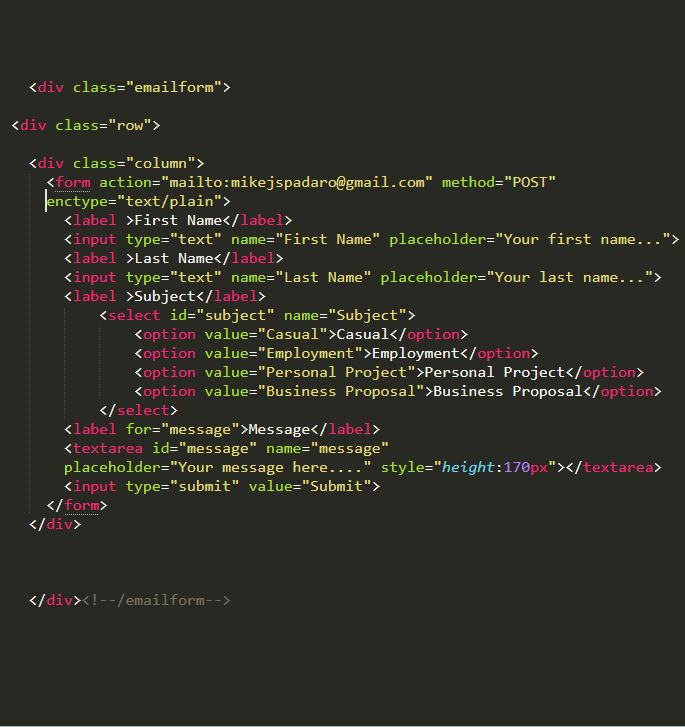 <div class="emailform">
<div class="row">
<div class="column">
<form action="mailto:mikejspadaro@gmail.com" method="POST"
enctype="text/plain">
<label >First Name</label>
<input type="text" name="First Name" placeholder="Your first name...">
<label >Last Name</label>
<input type="text" name="Last Name" placeholder="Your last name...">
<label >Subject</label>
<select id="subject" name="Subject">
<option value="Casual">Casual</option>
<option value="Employment">Employment</option>
<option value="Personal Project">Personal Project</option>
<option value="Business Proposal">Business Proposal</option>
</select>
<label for="message">Message</label>
<textarea id="message" name="message"
placeholder="Your message here...." style="height:170px"></textarea>
<input type="submit" value="Submit">
</form>
</div>
</div><!--/emailform-->